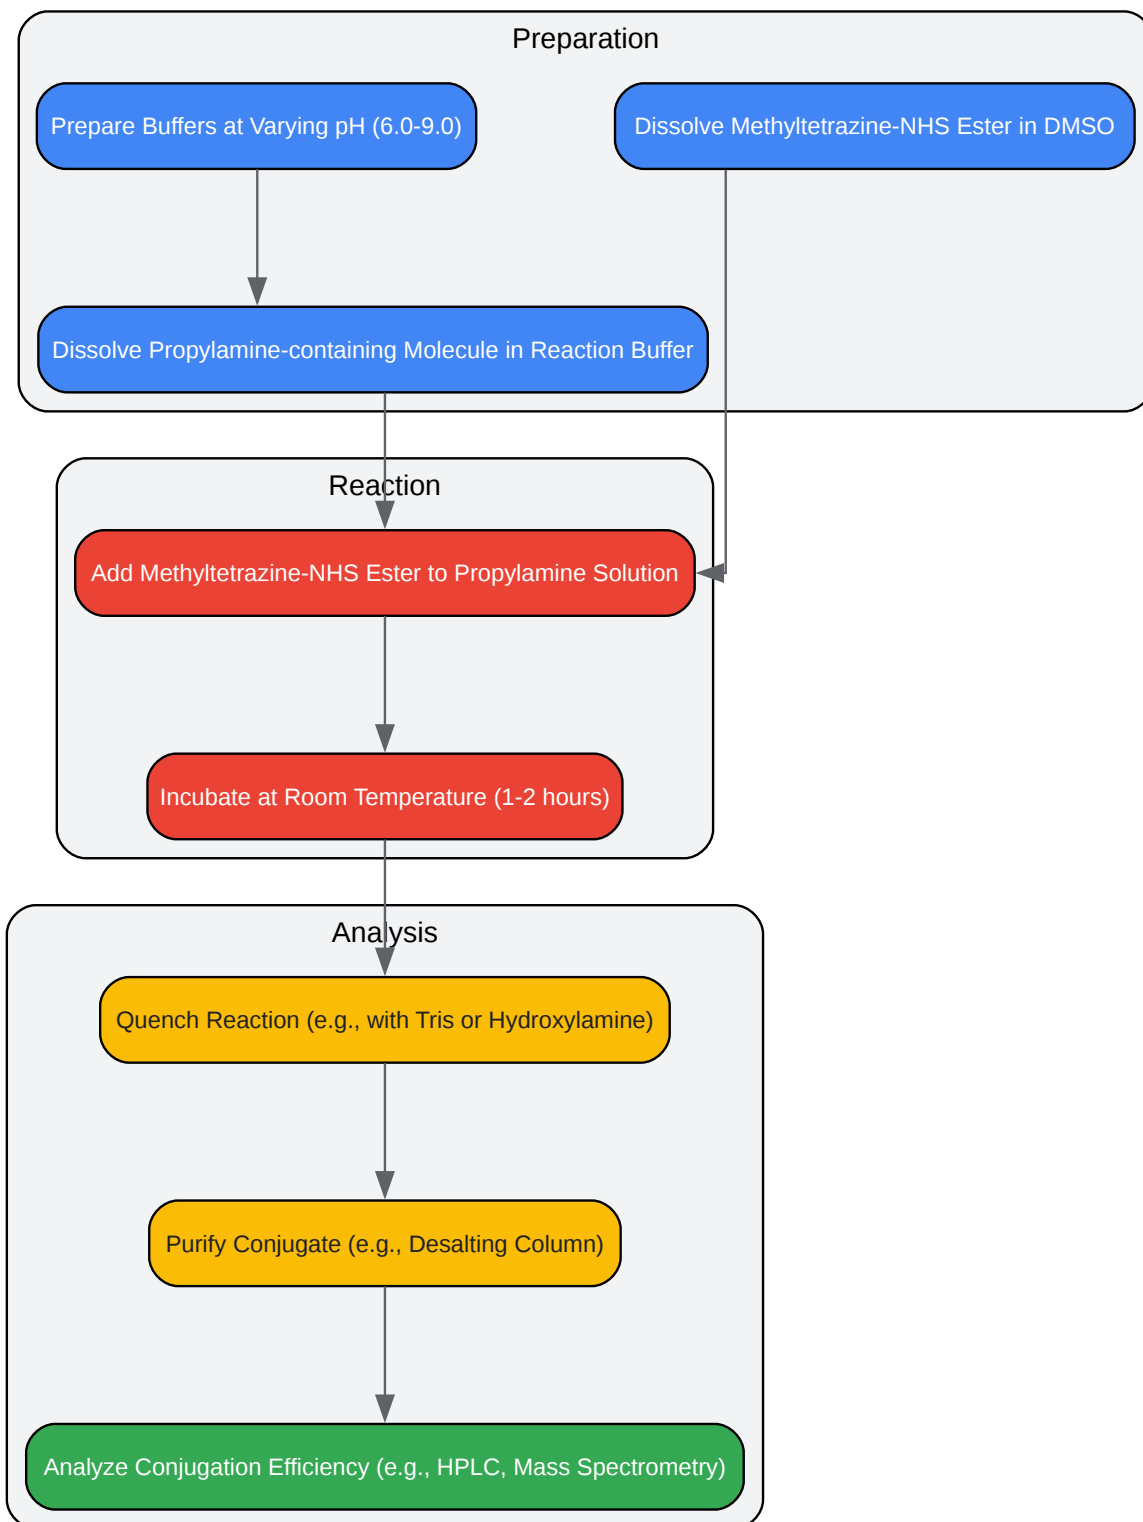 Preparation
Prepare Buffers at Varying pH (6.0-9.0)
Dissolve Methyltetrazine-NHS Ester in DMSO
Dissolve Propylamine-containing Molecule in Reaction Buffer
Reaction
Add Methyltetrazine-NHS Ester to Propylamine Solution
Incubate at Room Temperature (1-2 hours)
Analysis
Quench Reaction (e.g., with Tris or Hydroxylamine)
Purify Conjugate (e.g., Desalting Column)
Analyze Conjugation Efficiency (e.g., HPLC, Mass Spectrometry)